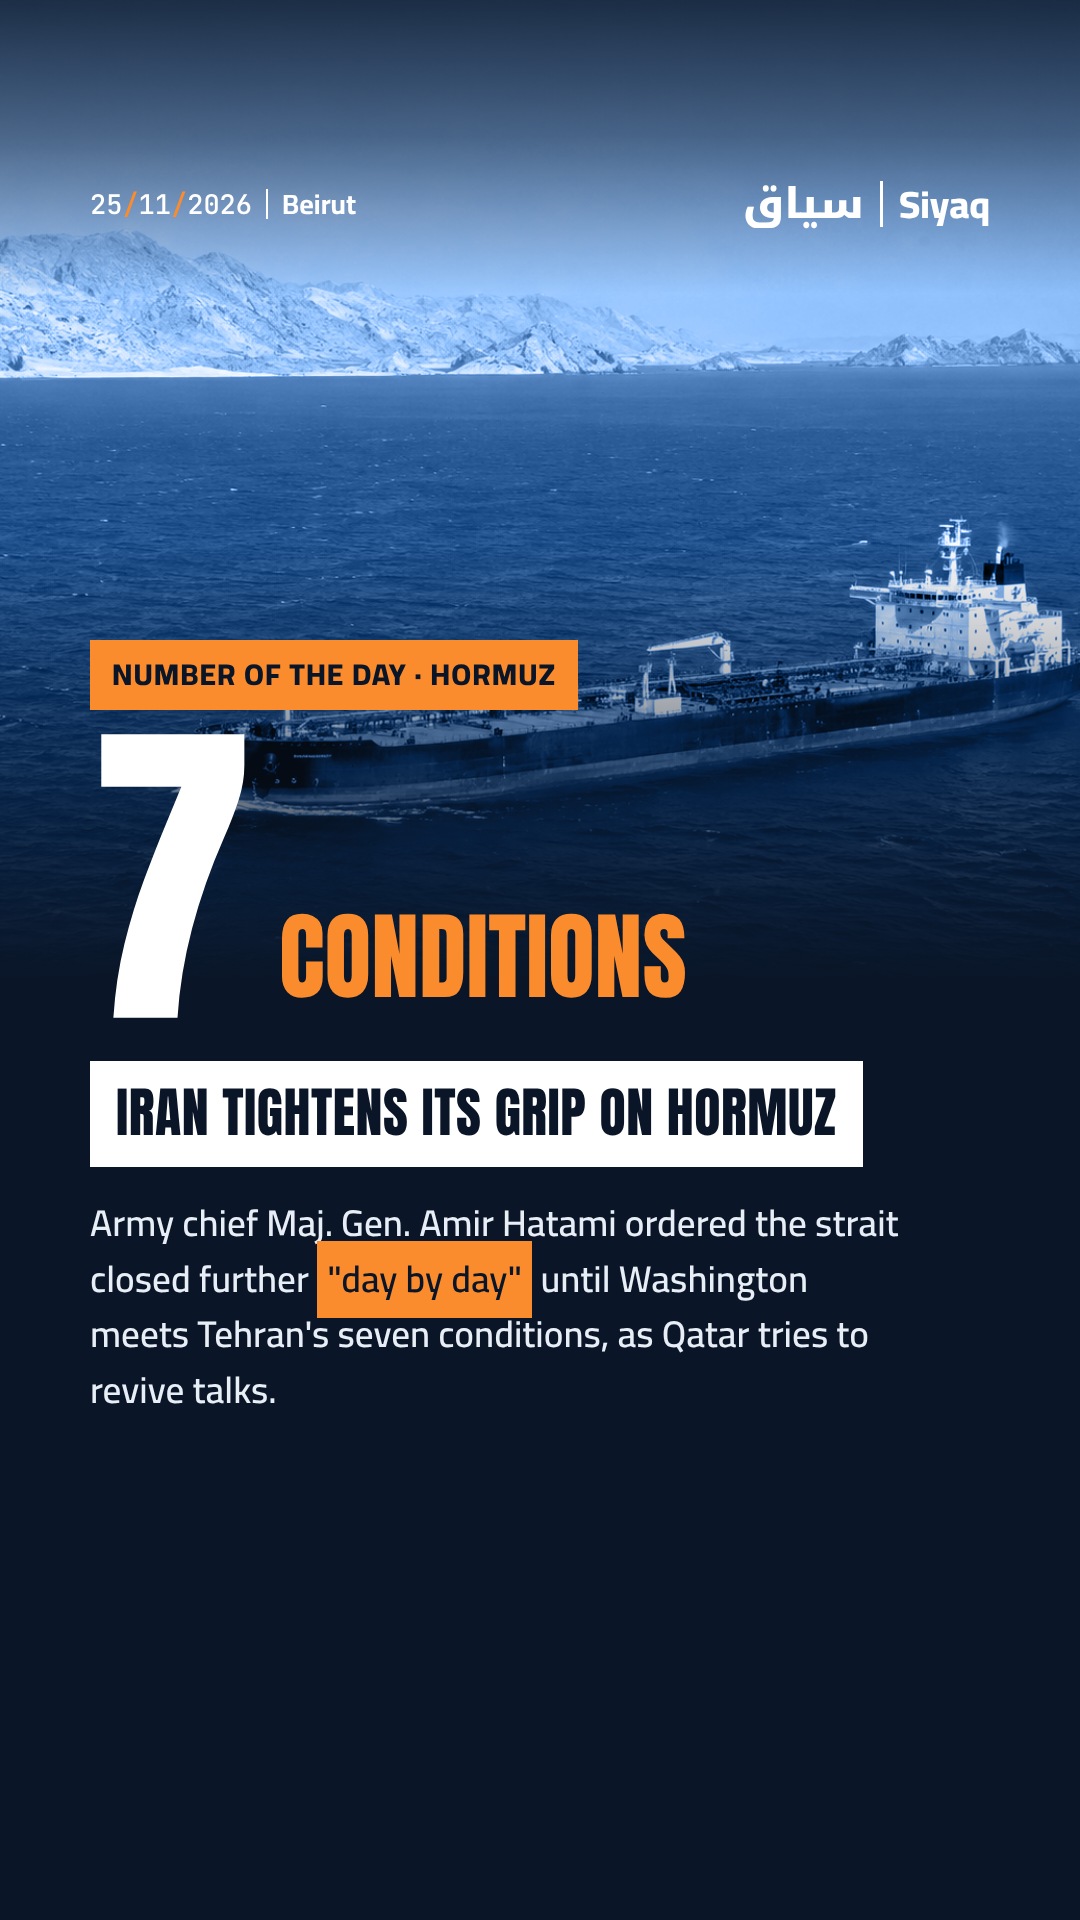 25/11/2026 | Beirut
سياق | Siyaq
NUMBER OF THE DAY · HORMUZ
7 CONDITIONS
IRAN TIGHTENS ITS GRIP ON HORMUZ
Army chief Maj. Gen. Amir Hatami ordered the strait
closed further "day by day" until Washington
meets Tehran's seven conditions, as Qatar tries to
revive talks.